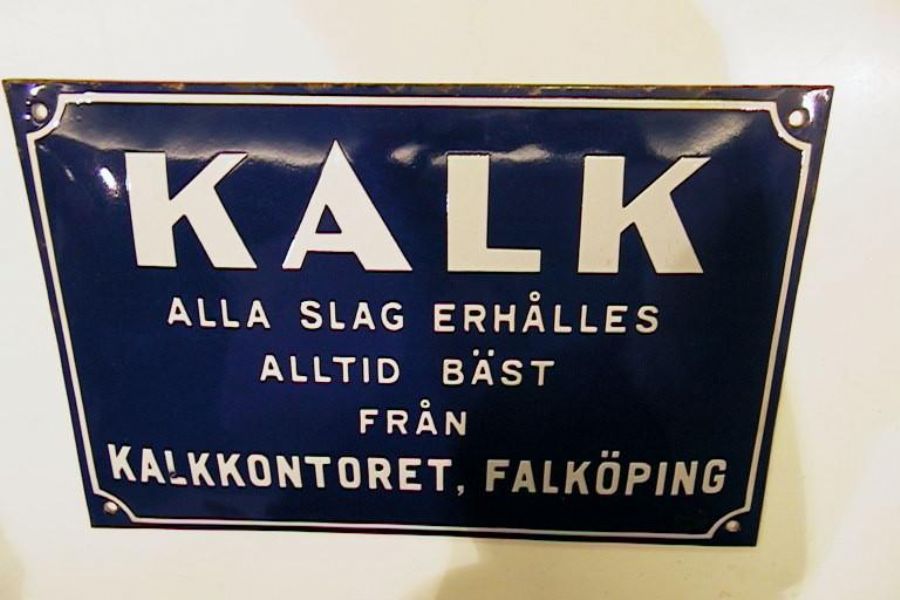 KALK
ALLA SLAG ERHÅLLES
ALLTID BÄST
FRÅN
KALKKONTORET, FALKÖPING